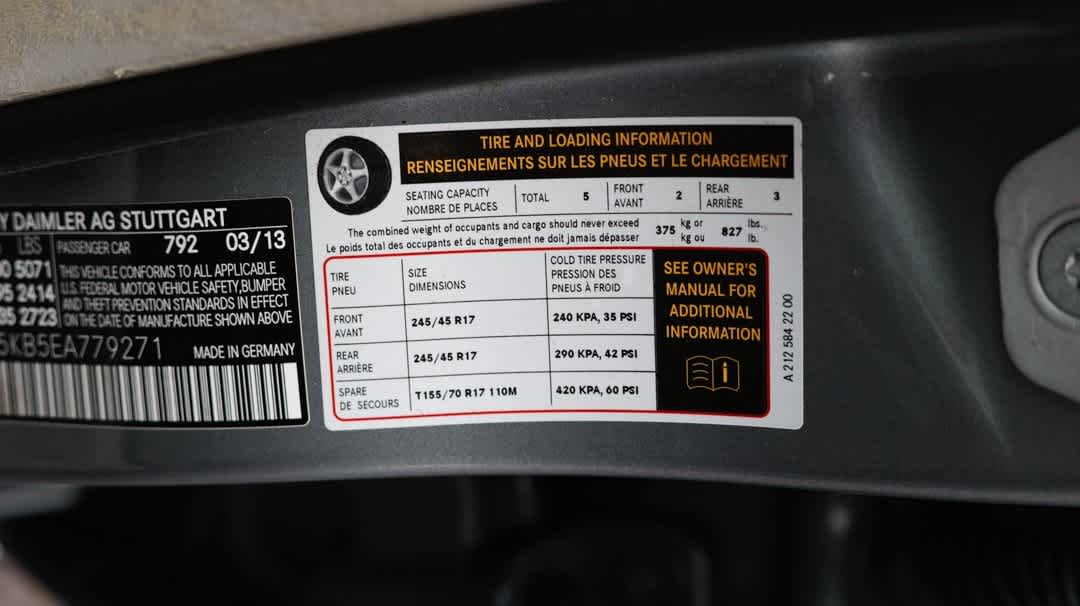 Y DAIMLER AG STUTTGART
LBS PASSENGER CAR 792 03/13
5071 THIS VEHICLE CONFORMS TO ALL APPLICABLE
2414 U.S. FEDERAL MOTOR VEHICLE SAFETY, BUMPER
2723 AND THEFT PREVENTION STANDARDS IN EFFECT
ON THE DATE OF MANUFACTURE SHOWN ABOVE
5KB5EA779271 MADE IN GERMANY
TIRE AND LOADING INFORMATION
RENSEIGNEMENTS SUR LES PNEUS ET LE CHARGEMENT
SEATING CAPACITY
NOMBRE DE PLACES
TOTAL 5
FRONT
AVANT
2
REAR
ARRIÈRE
3
The combined weight of occupants and cargo should never exceed
Le poids total des occupants et du chargement ne doit jamais dépasser
375 kg or
kg ou
827 lbs.
lb.
TIRE
PNEU
SIZE
DIMENSIONS
COLD TIRE PRESSURE
PRESSION DES
PNEUS À FROID
FRONT
AVANT
245/45 R17
240 KPA, 35 PSI
REAR
ARRIÈRE
245/45 R17
290 KPA, 42 PSI
SPARE
DE SECOURS
T155/70 R17 110M
420 KPA, 60 PSI
SEE OWNER'S
MANUAL FOR
ADDITIONAL
INFORMATION
i
A 212 584 22 00